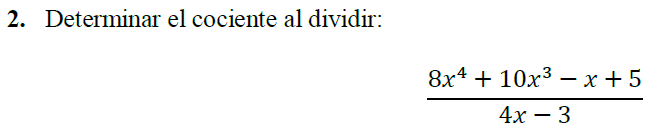 2. Determinar el cociente al dividir:
8x⁴ + 10x³ − x + 5
4x − 3